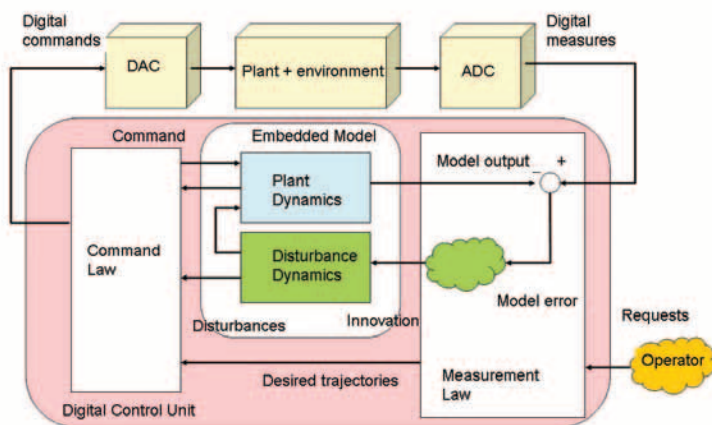 Digital
commands
DAC
Plant + environment
ADC
Digital
measures
Command
Embedded Model
Model output
−
+
Plant
Dynamics
Command
Law
Disturbance
Dynamics
Model error
Disturbances
Innovation
Requests
Operator
Desired trajectories
Measurement
Law
Digital Control Unit